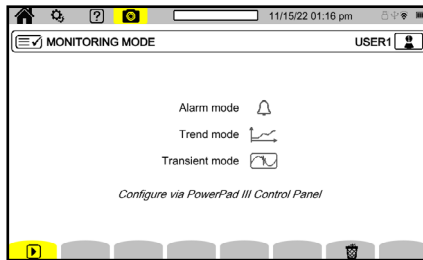 ?
11/15/22 01:16 pm
MONITORING MODE
USER1
Alarm mode
Trend mode
Transient mode
Configure via PowerPad III Control Panel